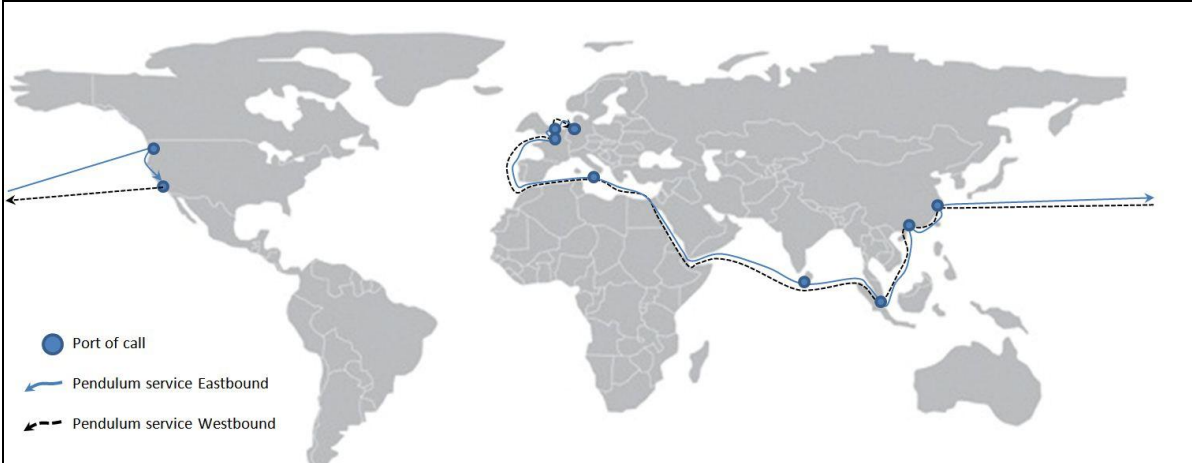 Port of call
Pendulum service Eastbound
Pendulum service Westbound